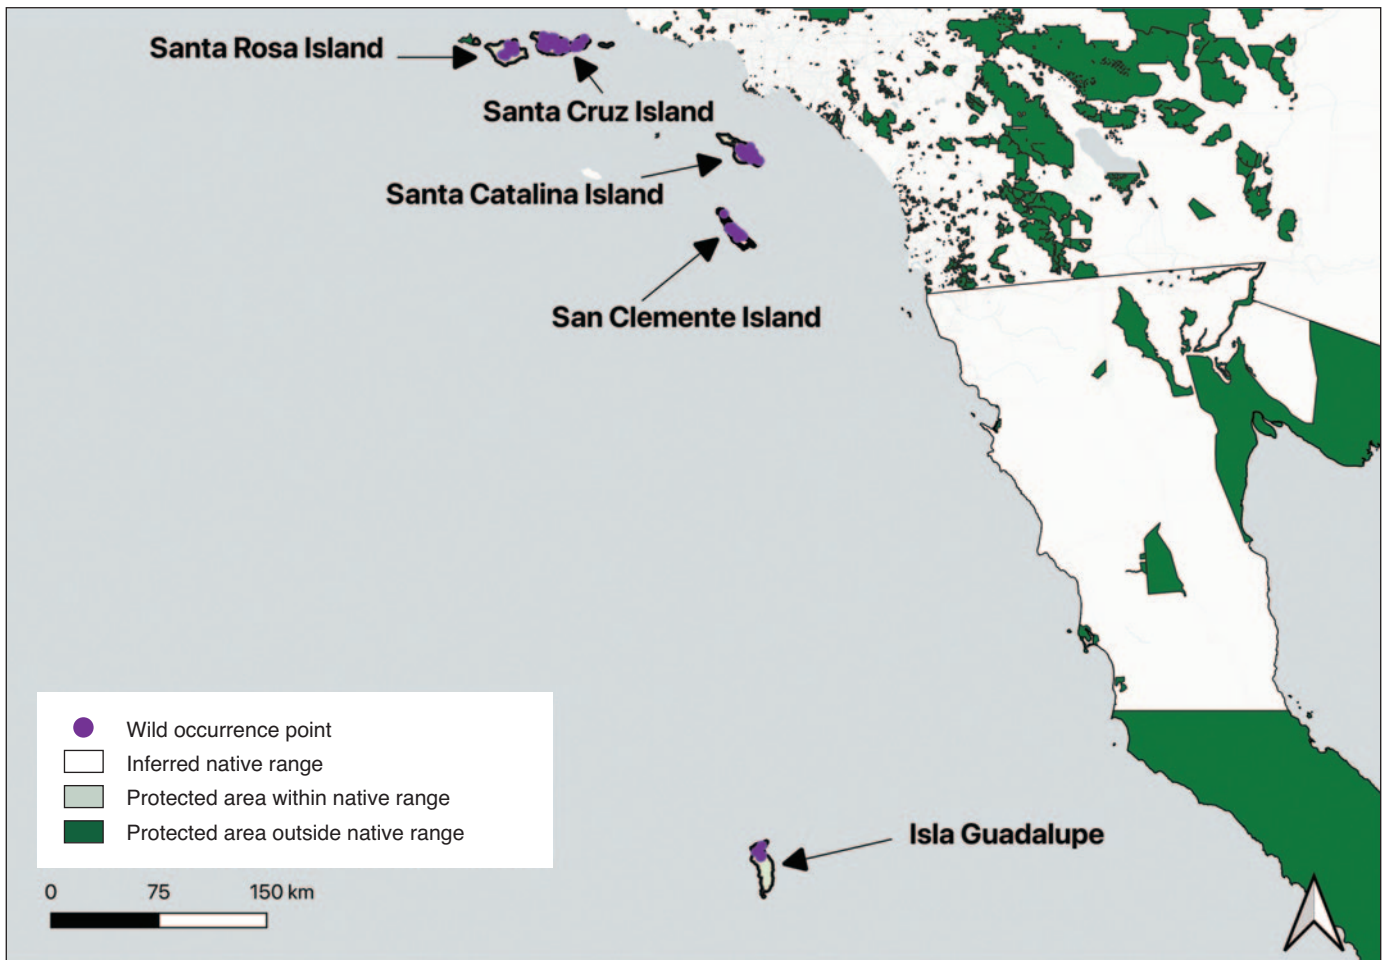 Santa Rosa Island
Santa Cruz Island
Santa Catalina Island
San Clemente Island
Wild occurrence point
Inferred native range
Protected area within native range
Protected area outside native range
Isla Guadalupe
0 75 150 km